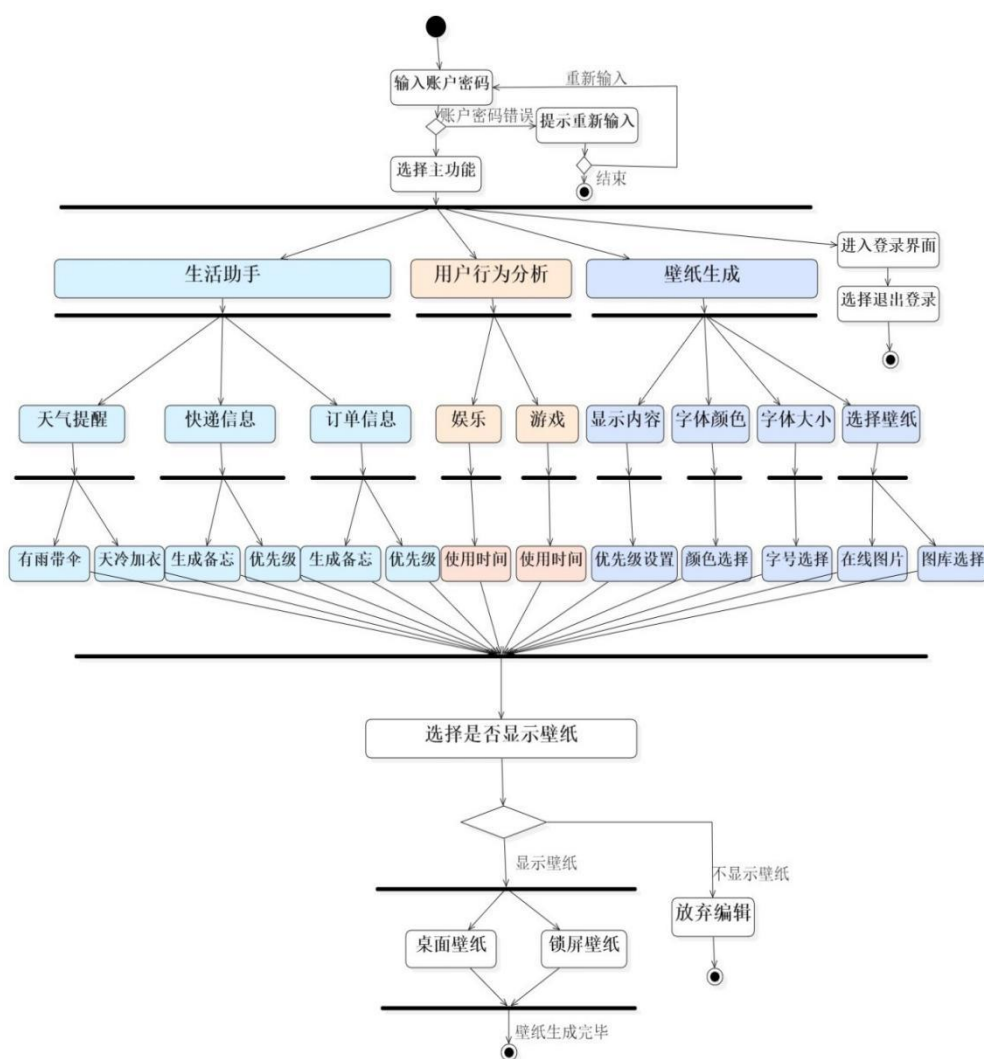 输入账户密码
重新输入
账户密码错误
提示重新输入
选择主功能
结束
进入登录界面
生活助手
用户行为分析
壁纸生成
选择退出登录
天气提醒
快递信息
订单信息
娱乐
游戏
显示内容
字体颜色
字体大小
选择壁纸
有雨带伞
天冷加衣
生成备忘
优先级
生成备忘
优先级
使用时间
使用时间
优先级设置
颜色选择
字号选择
在线图片
图库选择
选择是否显示壁纸
显示壁纸
不显示壁纸
放弃编辑
桌面壁纸
锁屏壁纸
壁纸生成完毕